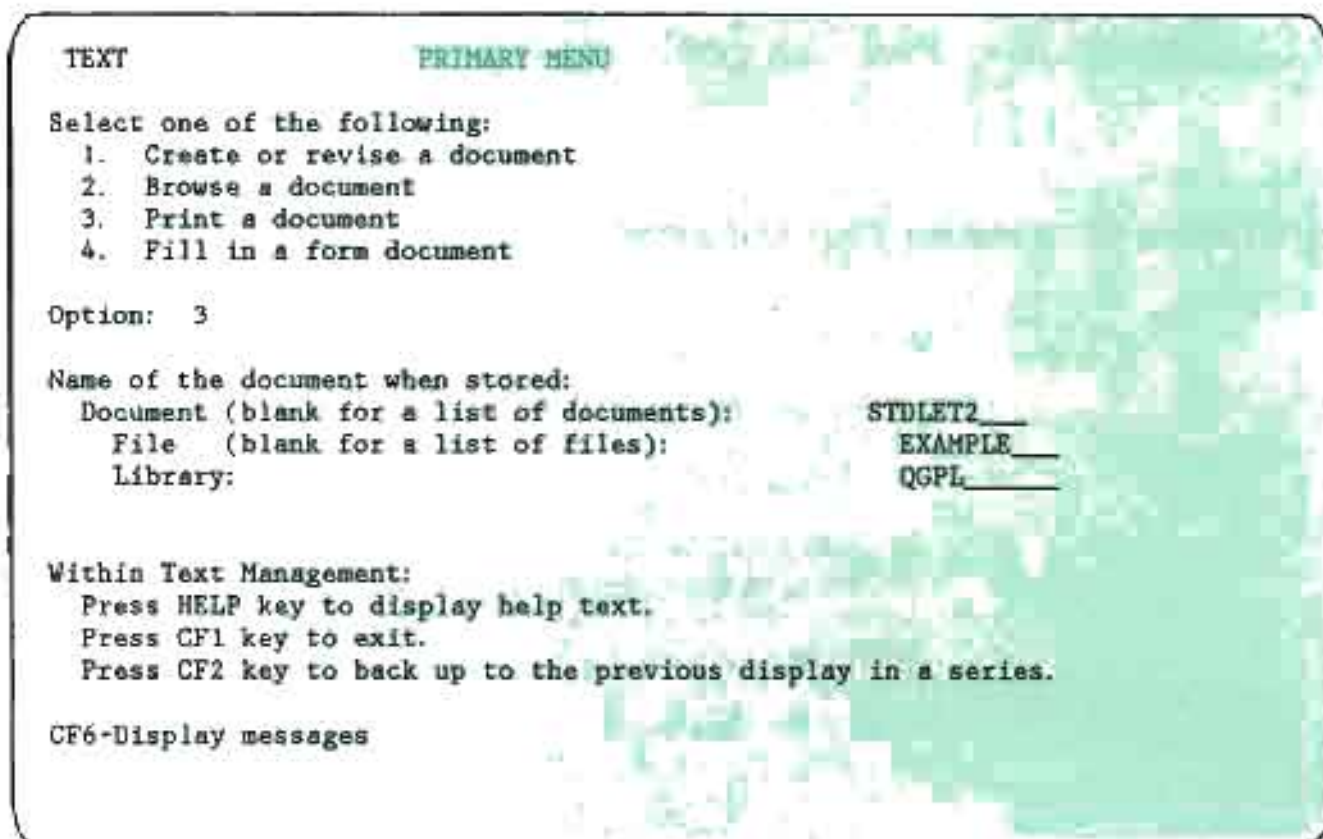 TEXT PRIMARY MENU
Select one of the following:
1. Create or revise a document
2. Browse a document
3. Print a document
4. Fill in a form document
Option: 3
Name of the document when stored:
Document (blank for a list of documents): STDLET2___
File (blank for a list of files): EXAMPLE___
Library: QGPL______
Within Text Management:
Press HELP key to display help text.
Press CF1 key to exit.
Press CF2 key to back up to the previous display in a series.
CF6-Display messages